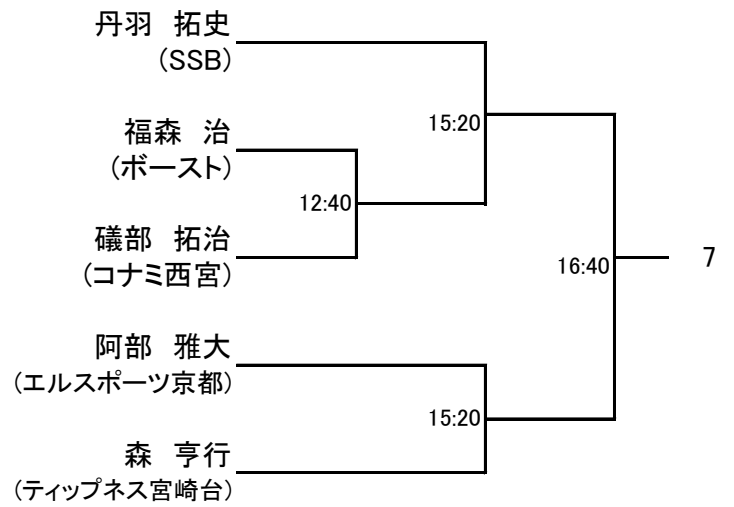 丹羽　拓史
(SSB)
15:20
福森　治
(ボースト)
12:40
礒部　拓治
(コナミ西宮)
16:40
7
阿部　雅大
(エルスポーツ京都)
15:20
森　亨行
(ティップネス宮崎台)